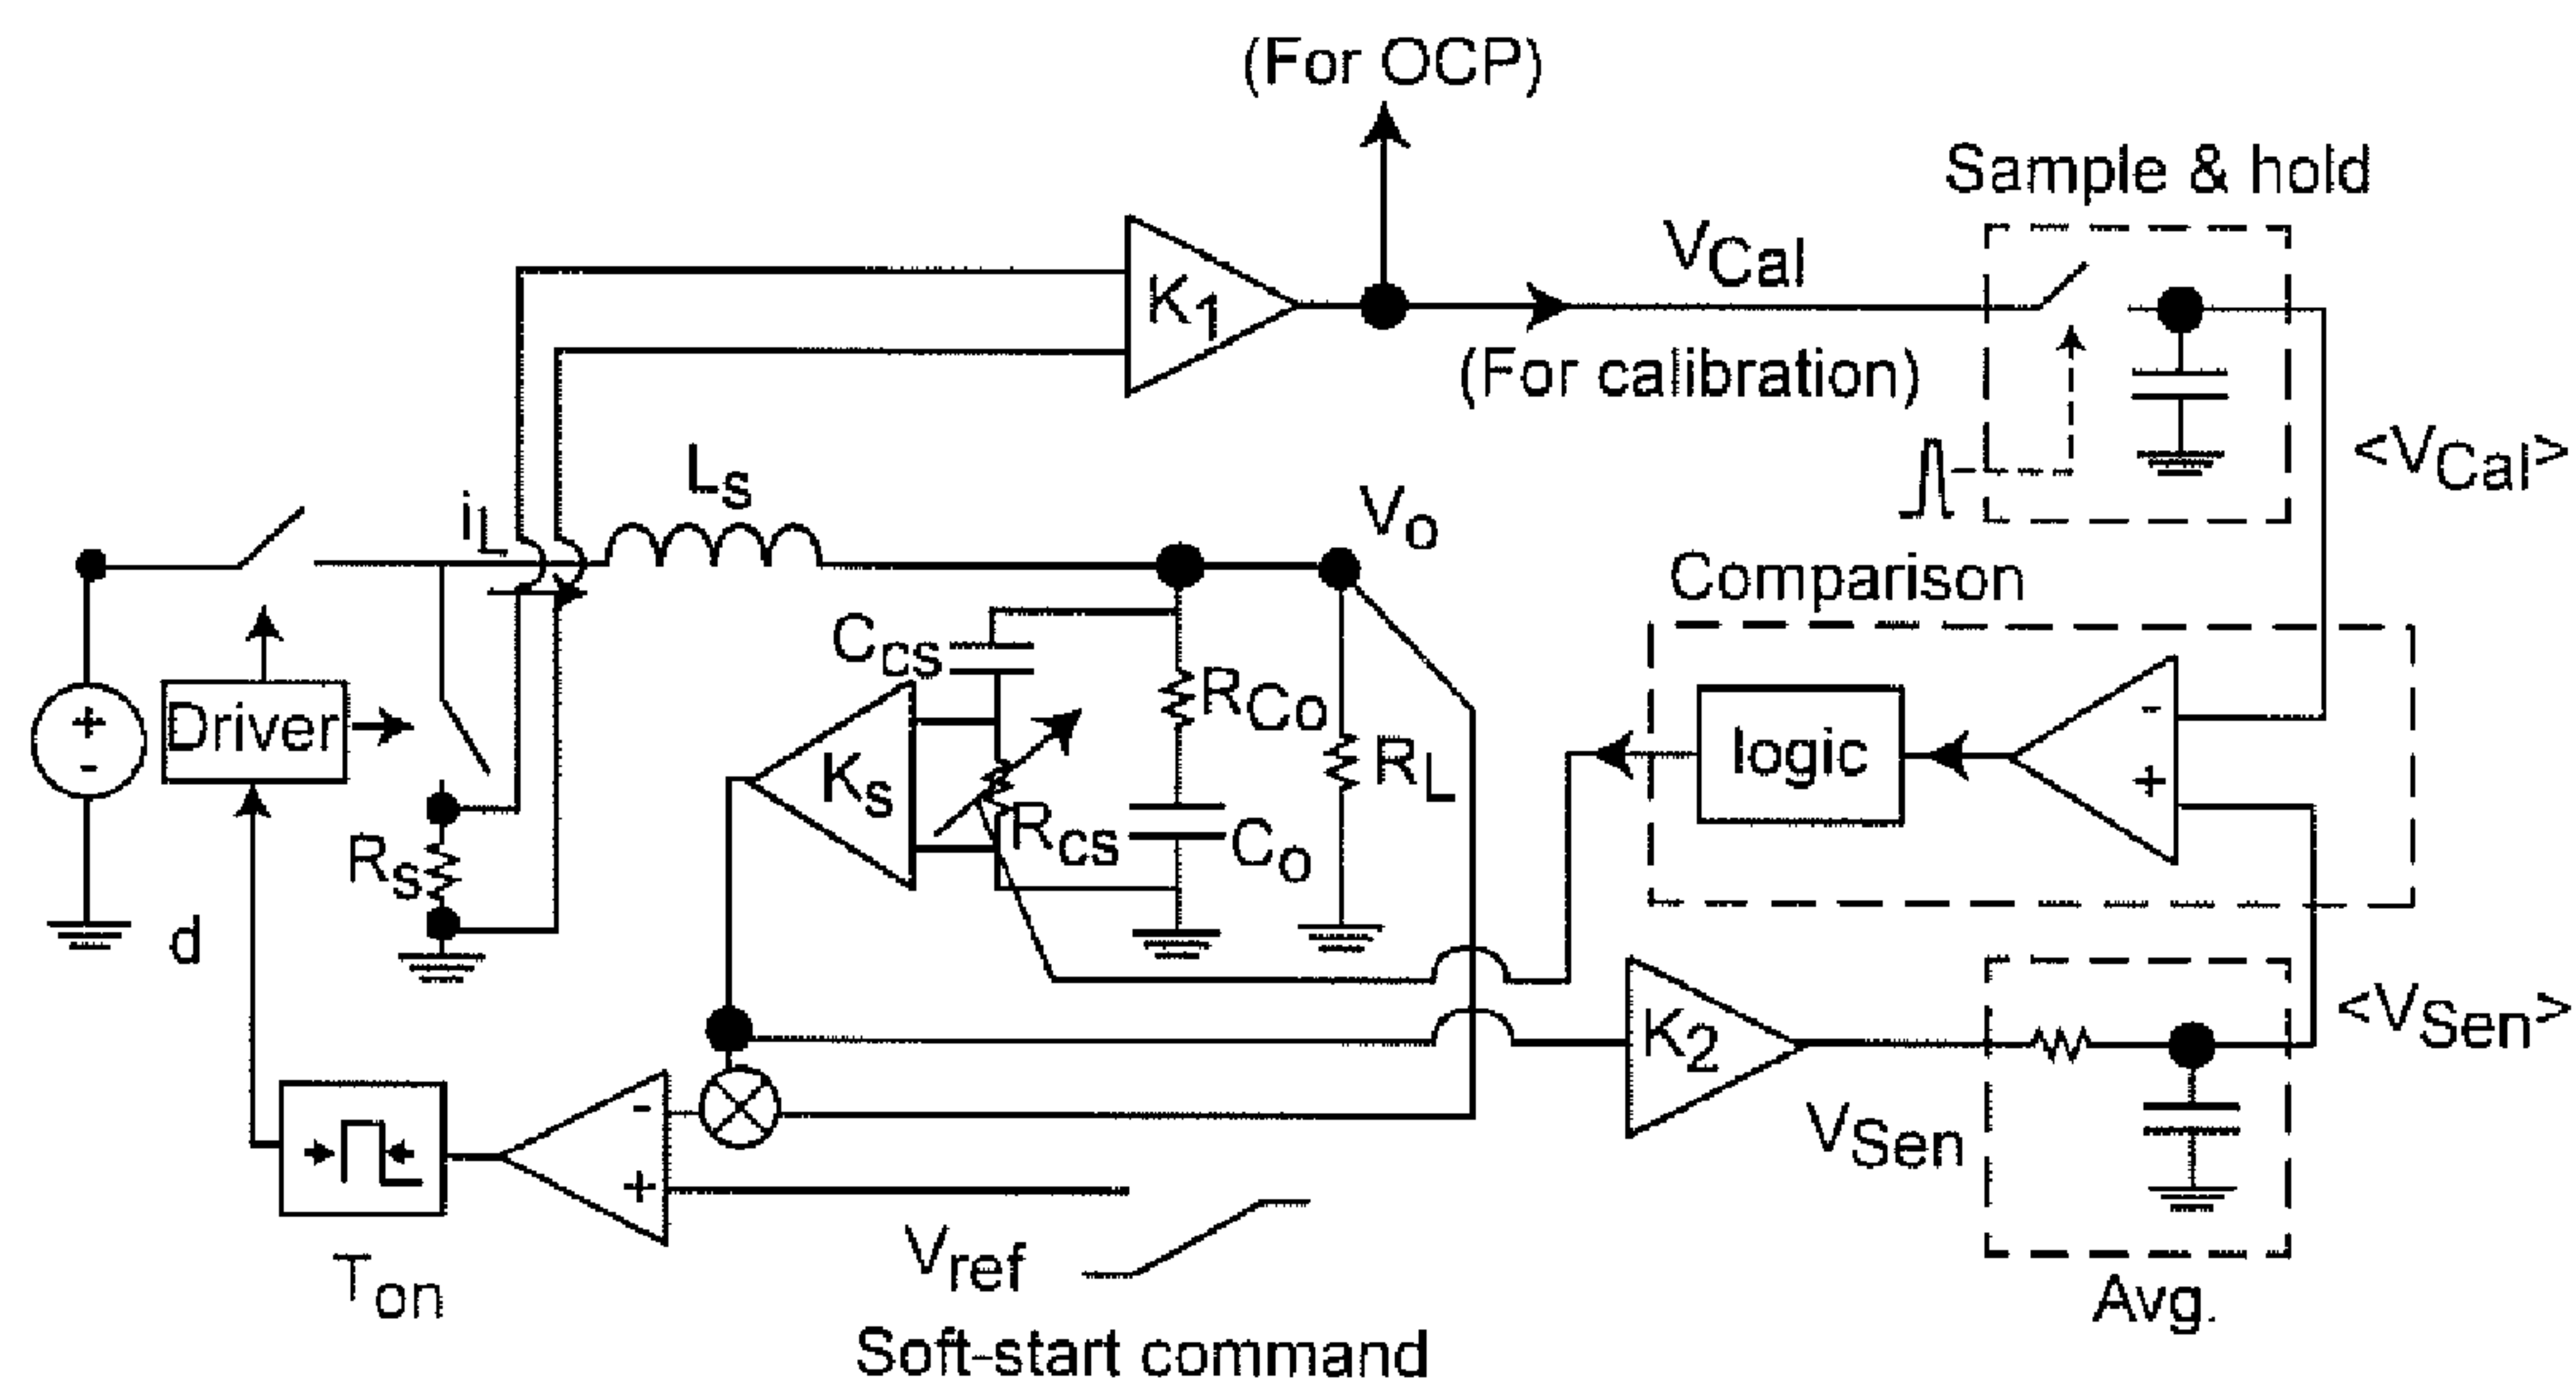 (For OCP)
Sample & hold
VCal
K1
(For calibration)
<VCal>
Ls
iL
Vo
Comparison
Ccs
RCo
+
-
Driver
Ks
RL
logic
-
+
Rcs
Rs
Co
d
K2
<VSen>
-
VSen
+
Vref
Ton
Avg.
Soft-start command